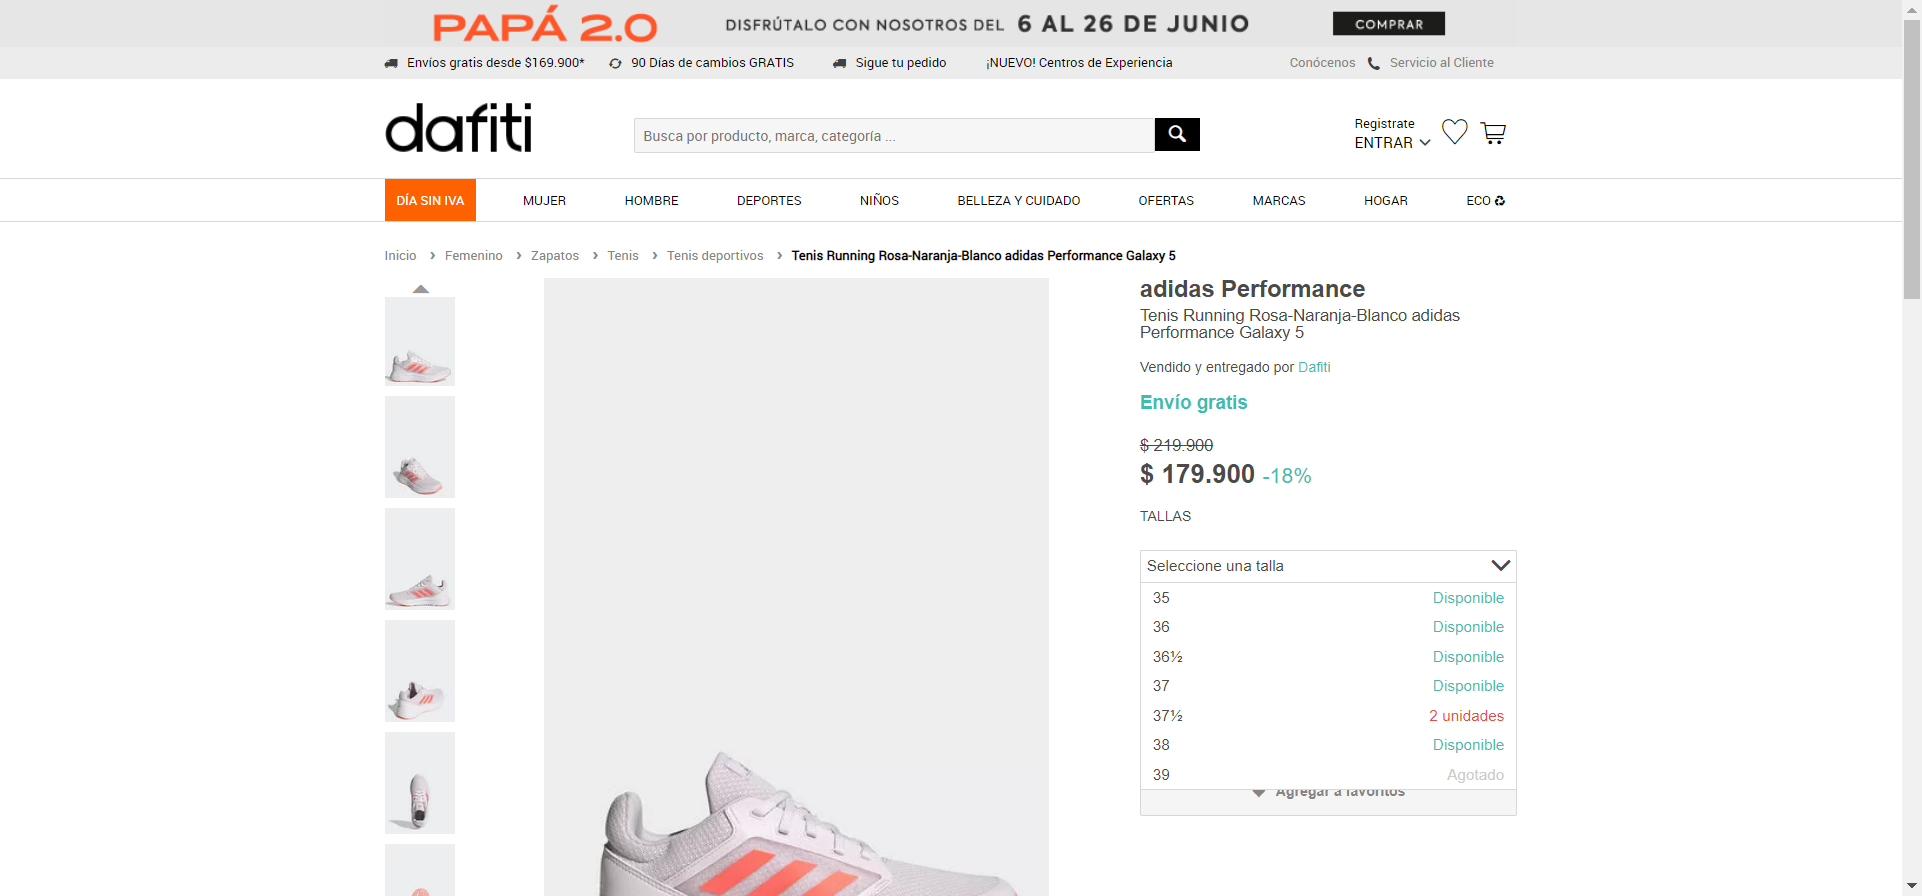 PAPÁ 2.0 DISFRÚTALO CON NOSOTROS DEL 6 AL 26 DE JUNIO COMPRAR
Envíos gratis desde $169.900* 90 Días de cambios GRATIS Sigue tu pedido ¡NUEVO! Centros de Experiencia Conócenos Servicio al Cliente
dafiti
Busca por producto, marca, categoría ...
Registrate
ENTRAR
DÍA SIN IVA MUJER HOMBRE DEPORTES NIÑOS BELLEZA Y CUIDADO OFERTAS MARCAS HOGAR ECO
Inicio › Femenino › Zapatos › Tenis › Tenis deportivos › Tenis Running Rosa-Naranja-Blanco adidas Performance Galaxy 5
adidas Performance
Tenis Running Rosa-Naranja-Blanco adidas
Performance Galaxy 5
Vendido y entregado por Dafiti
Envío gratis
$ 219.900
$ 179.900 -18%
TALLAS
Seleccione una talla
35 Disponible
36 Disponible
36½ Disponible
37 Disponible
37½ 2 unidades
38 Disponible
39 Agotado
Agregar a favoritos